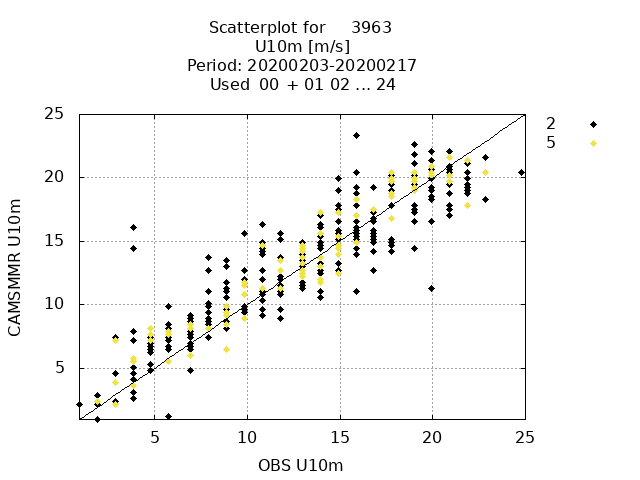 Scatterplot for 3963
U10m [m/s]
Period: 20200203-20200217
Used 00 + 01 02 ... 24
25
20
15
10
5
CAMSMMR U10m
5
10
15
20
25
OBS U10m
2
5